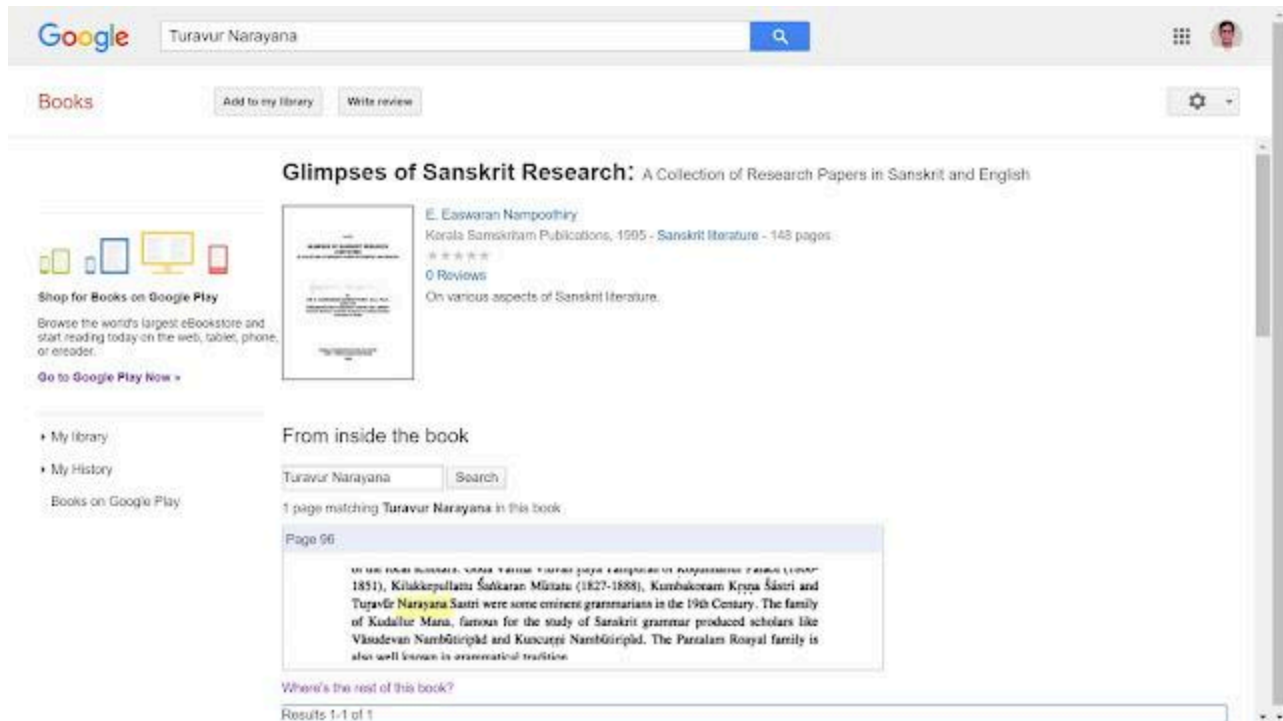 Google
Turavur Narayana
Books
Add to my library
Write review
Glimpses of Sanskrit Research: A Collection of Research Papers in Sanskrit and English
E. Easwaran Nampoothiry
Kerala Samskritam Publications, 1995 - Sanskrit literature - 148 pages
0 Reviews
On various aspects of Sanskrit literature.
Shop for Books on Google Play
Browse the world's largest eBookstore and
start reading today on the web, tablet, phone,
or ereader.
Go to Google Play Now »
My library
My History
Books on Google Play
From inside the book
Turavur Narayana
Search
1 page matching Turavur Narayana in this book
Page 96
1851), Kilakkepullattu Śaṅkaran Mūttatu (1827-1888), Kumbakonam Kṛṣṇa Śāstri and
Tuṟavūr Narayana Sastri were some eminent grammarians in the 19th Century. The family
of Kudallur Mana, famous for the study of Sanskrit grammar produced scholars like
Vāsudevan Nambūtiripād and Kuncuṇṇi Nambūtiripād. The Pantalam Roayal family is
also well known in grammatical tradition
Where's the rest of this book?
Results 1-1 of 1